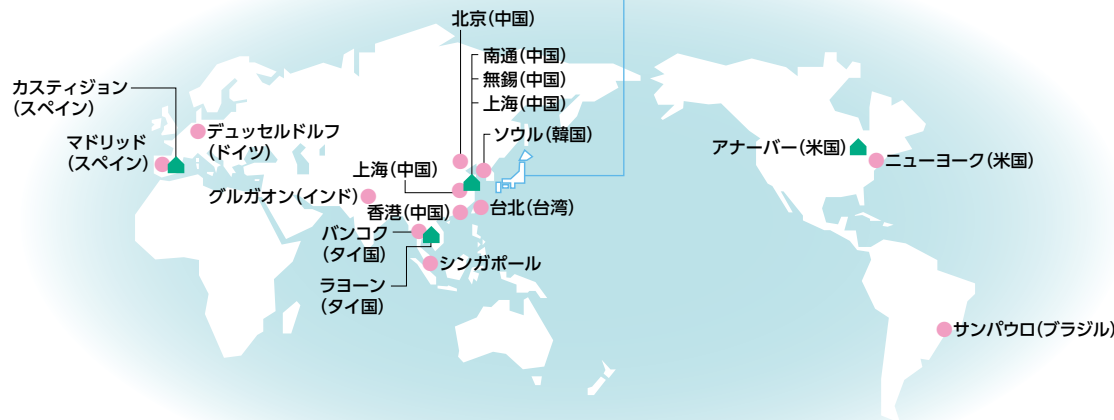 北京(中国)
南通(中国)
無錫(中国)
上海(中国)
カスティジョン
(スペイン)
マドリッド
(スペイン)
デュッセルドルフ
(ドイツ)
ソウル(韓国)
上海(中国)
グルガオン(インド)
香港(中国)
台北(台湾)
バンコク
(タイ国)
シンガポール
ラヨーン
(タイ国)
アナーバー(米国)
ニューヨーク(米国)
サンパウロ(ブラジル)